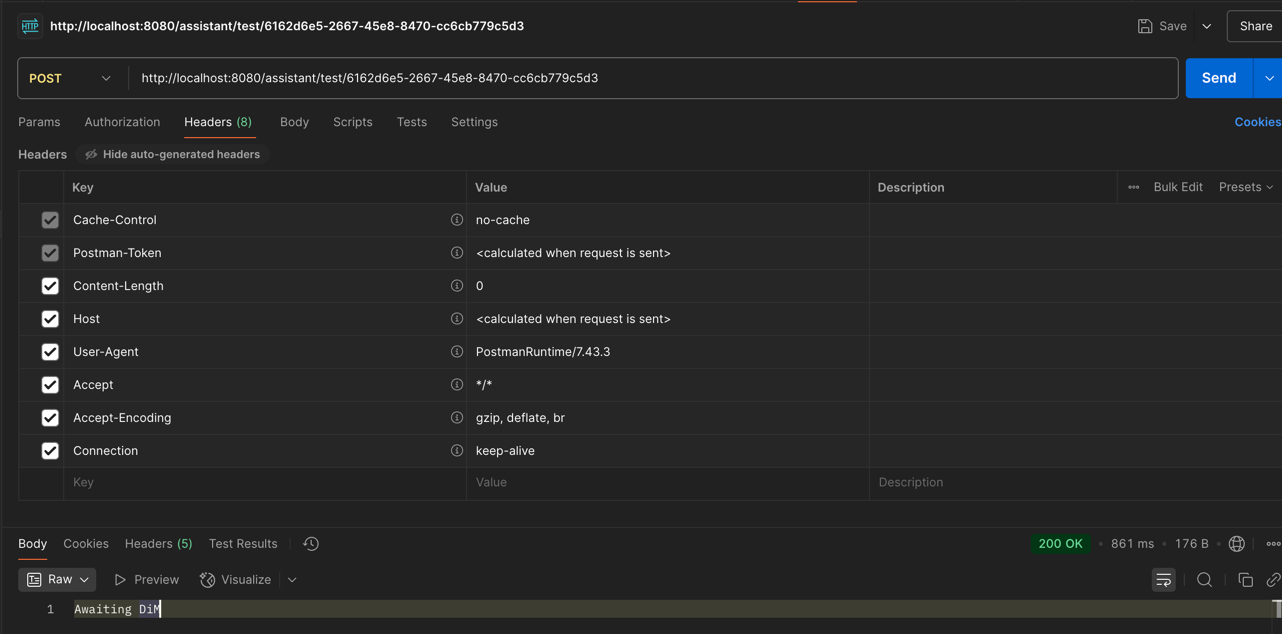 HTTP http://localhost:8080/assistant/test/6162d6e5-2667-45e8-8470-cc6cb779c5d3 Save Share
POST http://localhost:8080/assistant/test/6162d6e5-2667-45e8-8470-cc6cb779c5d3 Send
Params Authorization Headers (8) Body Scripts Tests Settings Cookies
Headers Hide auto-generated headers
Key Value Description Bulk Edit Presets
Cache-Control no-cache
Postman-Token <calculated when request is sent>
Content-Length 0
Host <calculated when request is sent>
User-Agent PostmanRuntime/7.43.3
Accept */*
Accept-Encoding gzip, deflate, br
Connection keep-alive
Key Value Description
Body Cookies Headers (5) Test Results 200 OK • 861 ms • 176 B
Raw Preview Visualize
1 Awaiting DiM